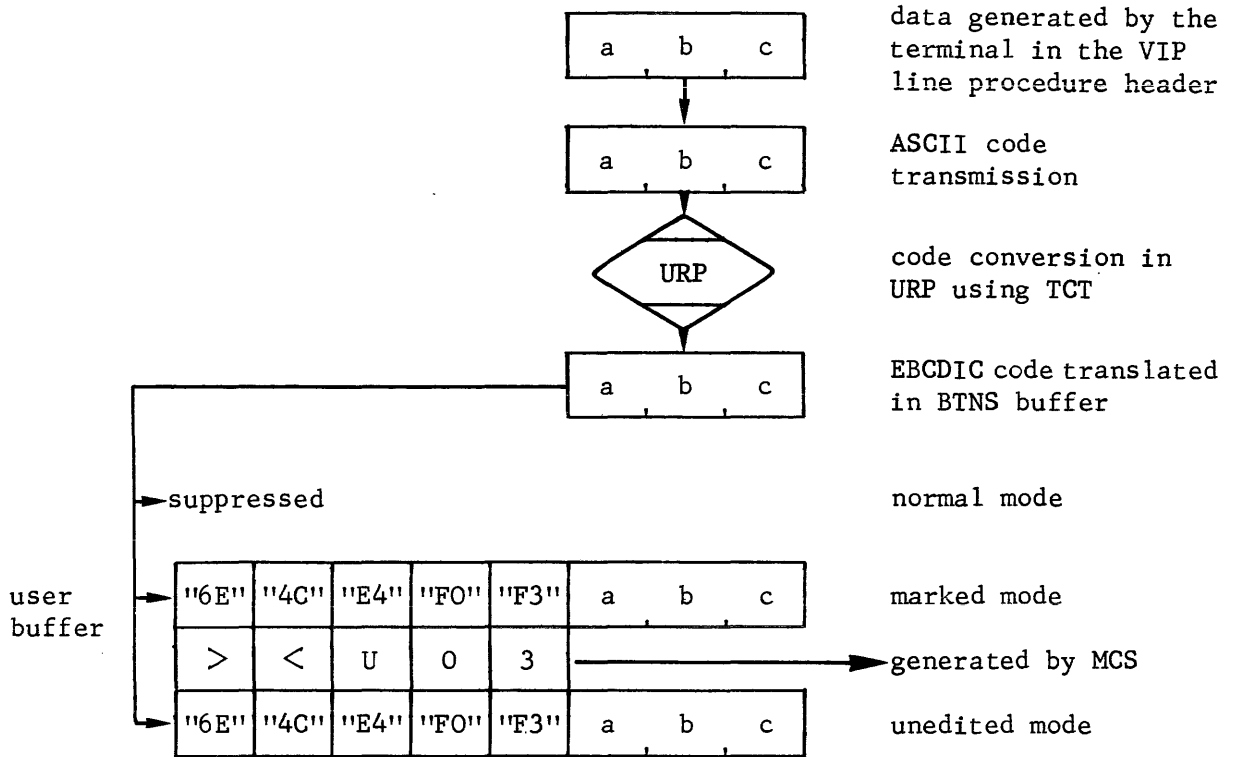 data generated by the
a b c terminal in the VIP
line procedure header
a b c ASCII code
transmission
URP code conversion in
URP using TCT
a b c EBCDIC code translated
in BTNS buffer
suppressed normal mode
user
buffer
"6E" "4C" "E4" "F0" "F3" a b c marked mode
> < U 0 3 generated by MCS
"6E" "4C" "E4" "F0" "F3" a b c unedited mode